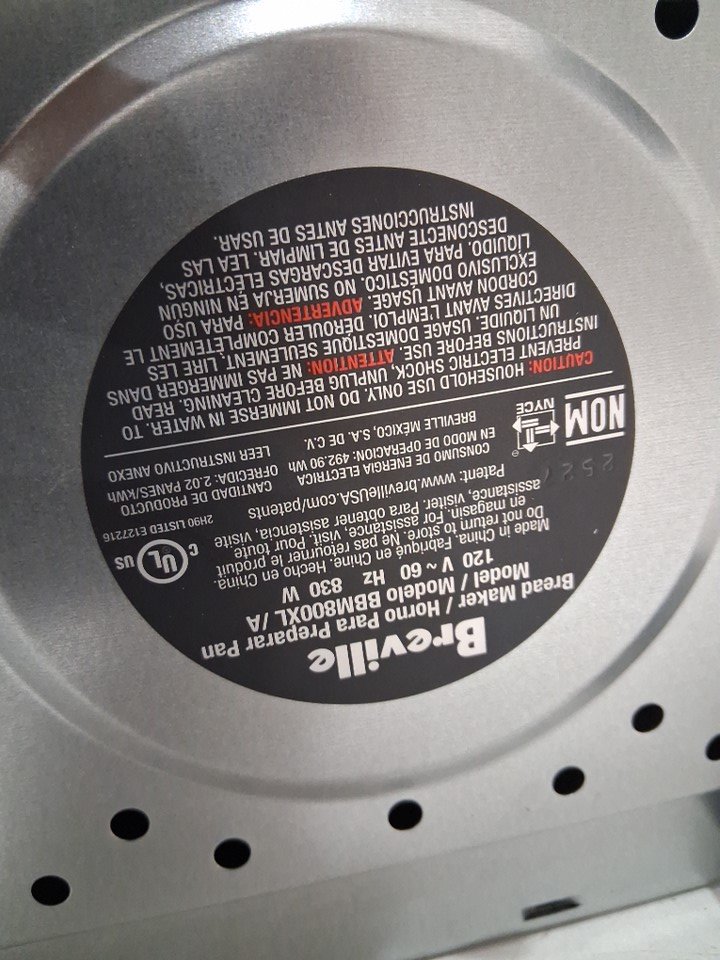 Breville
Bread Maker / Horno Para Preparar Pan
Model / Modelo BBM800XL /A
120 V ~ 60 Hz 830 W
Made in China. Fabriqué en Chine. Hecho en China.
Do not return to store. Ne pas retourner le produit
en magasin. For assistance, visit. Pour toute
assistance, visiter. Para obtener asistencia, visite
Patent: www.brevilleUSA.com/patents
C UL US
2H90 LISTED E127216
CONSUMO DE ENERGIA ELECTRICA
EN MODO DE OPERACION: 492.90 Wh
BREVILLE MÉXICO, S.A. DE C.V.
CANTIDAD DE PRODUCTO
OFRECIDA: 2.02 PANES/kWh
LEER INSTRUCTIVO ANEXO
NOM
NYCE
CAUTION: HOUSEHOLD USE ONLY. DO NOT IMMERSE IN WATER. TO
PREVENT ELECTRIC SHOCK, UNPLUG BEFORE CLEANING. READ
INSTRUCTIONS BEFORE USE. ATTENTION: NE PAS IMMERGER DANS
UN LIQUIDE. USAGE DOMESTIQUE SEULEMENT. LIRE LES
DIRECTIVES AVANT L'EMPLOI. DÉROULER COMPLÈTEMENT LE
CORDON AVANT USAGE. ADVERTENCIA: PARA USO
EXCLUSIVO DOMÉSTICO. NO SUMERJA EN NINGÚN
LÍQUIDO. PARA EVITAR DESCARGAS ELÉCTRICAS,
DESCONECTE ANTES DE LIMPIAR. LEA LAS
INSTRUCCIONES ANTES DE USAR.